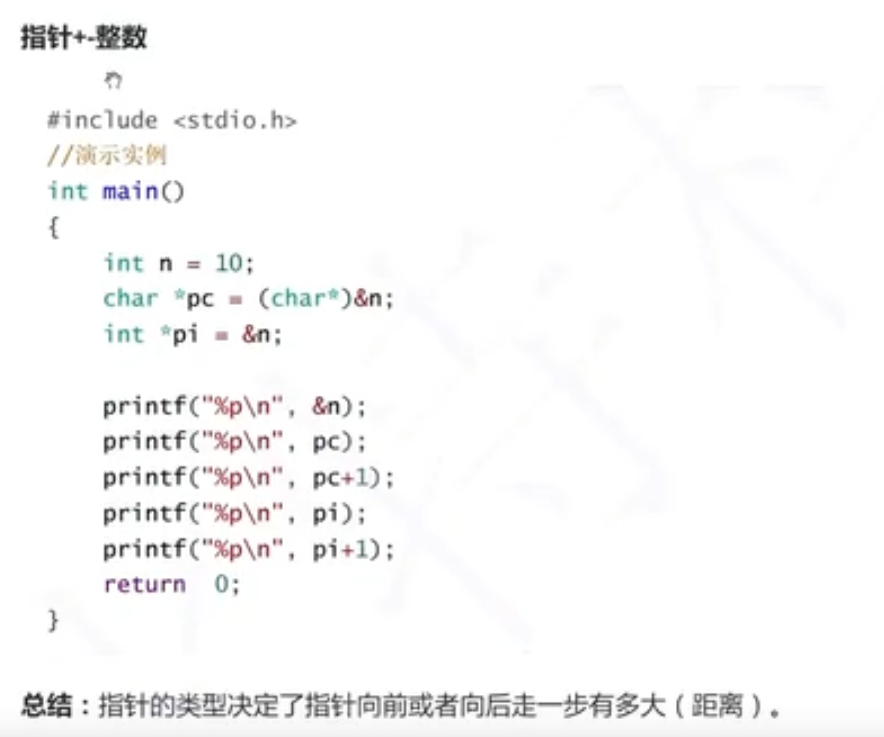 指针+-整数
#include <stdio.h>
//演示实例
int main()
{
    int n = 10;
    char *pc = (char*)&n;
    int *pi = &n;

    printf("%p\n", &n);
    printf("%p\n", pc);
    printf("%p\n", pc+1);
    printf("%p\n", pi);
    printf("%p\n", pi+1);
    return  0;
}
总结：指针的类型决定了指针向前或者向后走一步有多大（距离）。